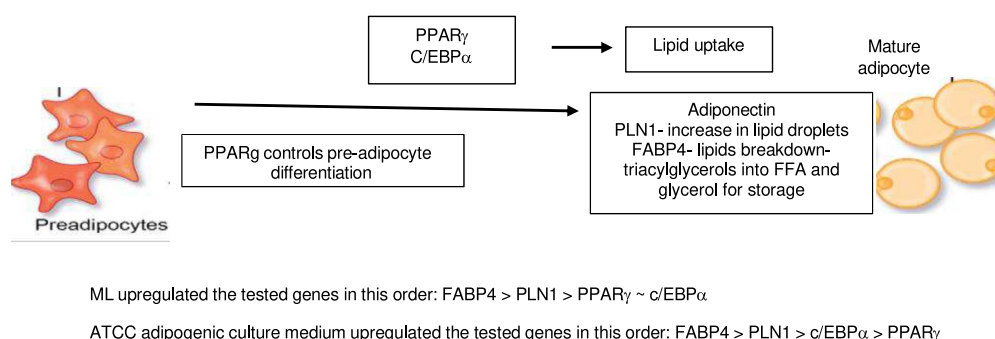 PPARγ
C/EBPα
Lipid uptake
Mature
adipocyte
Adiponectin
PLN1- increase in lipid droplets
FABP4- lipids breakdown-
triacylglycerols into FFA and
glycerol for storage
PPARg controls pre-adipocyte
differentiation
Preadipocytes
ML upregulated the tested genes in this order: FABP4 > PLN1 > PPARγ ~ c/EBPα
ATCC adipogenic culture medium upregulated the tested genes in this order: FABP4 > PLN1 > c/EBPα > PPARγ